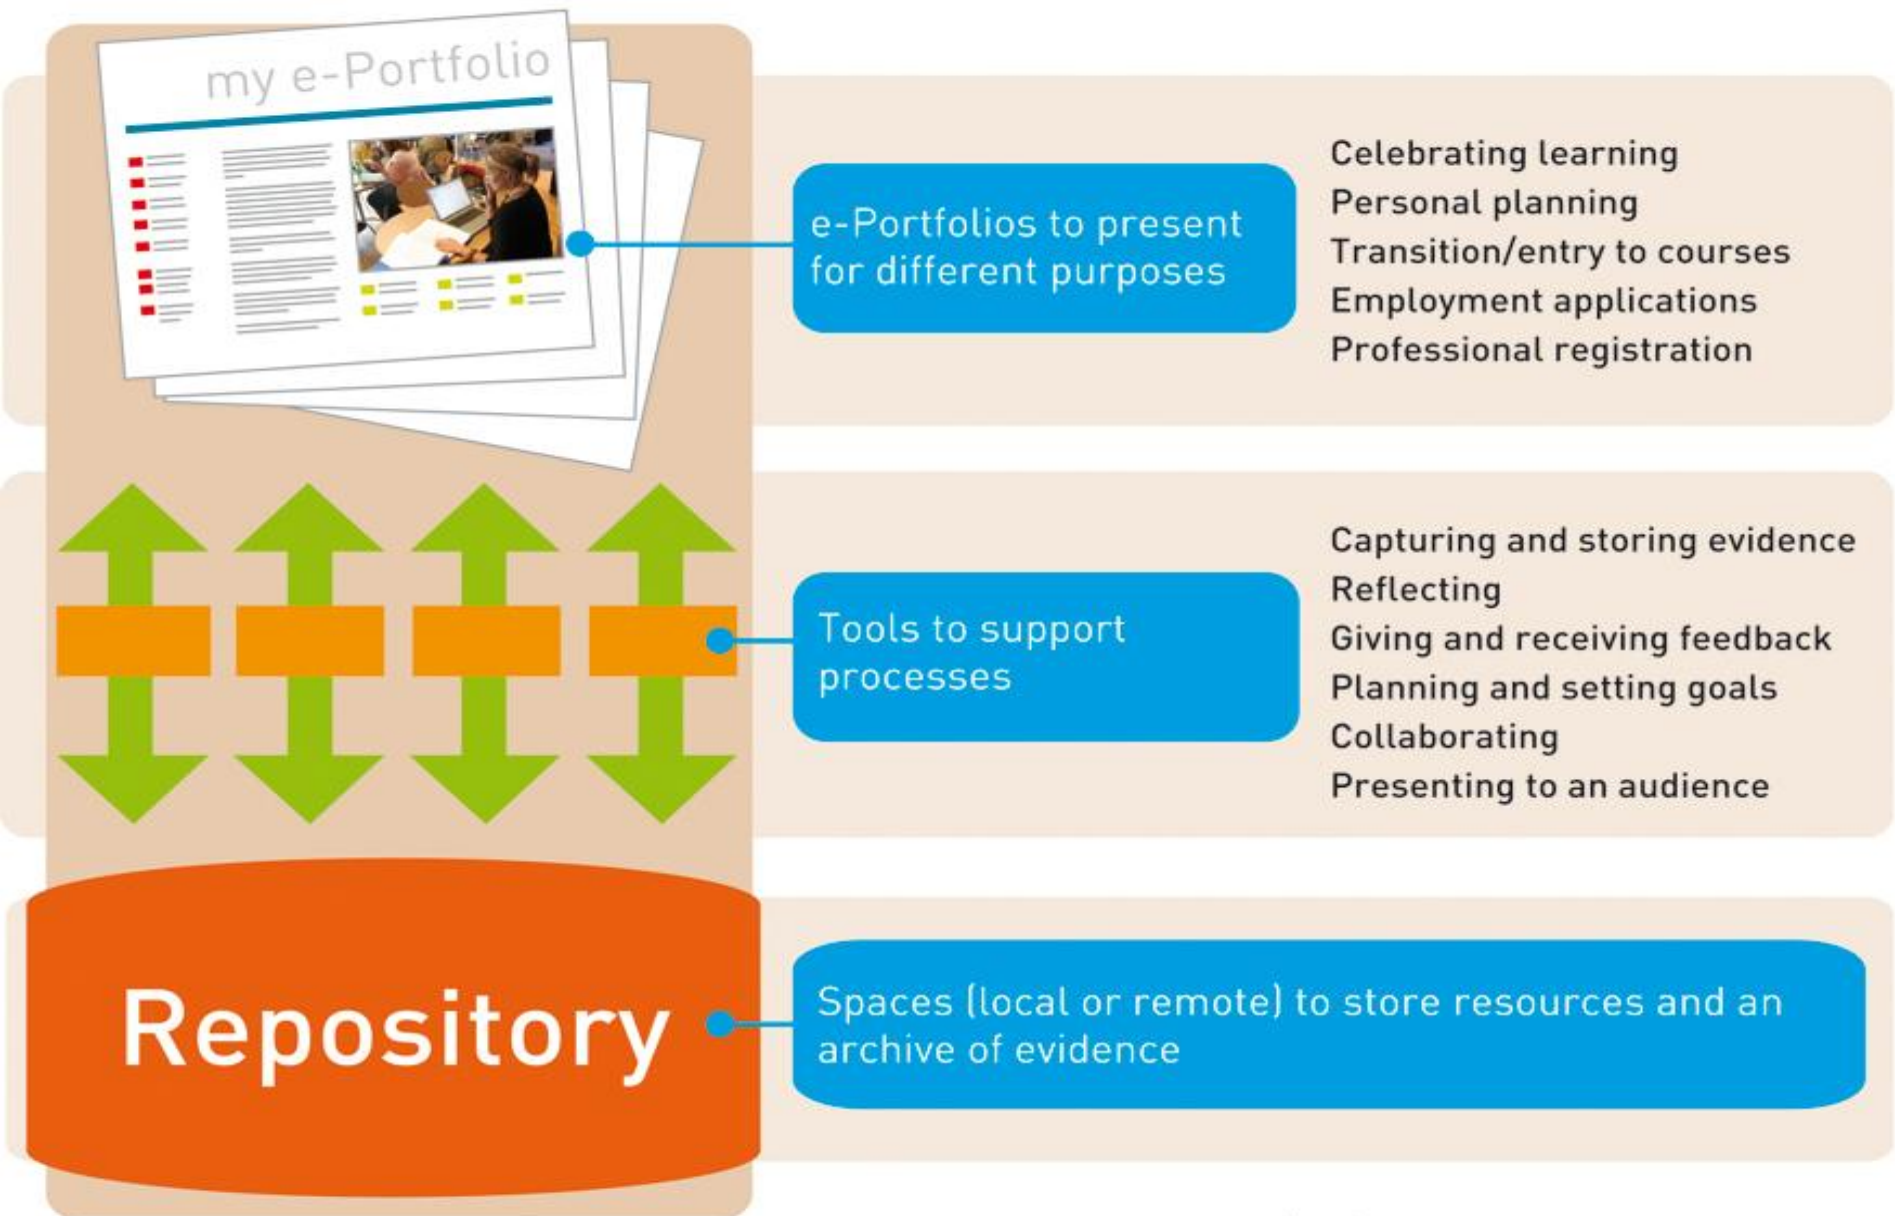 my e-Portfolio
e-Portfolios to present
for different purposes
Celebrating learning
Personal planning
Transition/entry to courses
Employment applications
Professional registration
Tools to support
processes
Capturing and storing evidence
Reflecting
Giving and receiving feedback
Planning and setting goals
Collaborating
Presenting to an audience
Repository
Spaces (local or remote) to store resources and an
archive of evidence